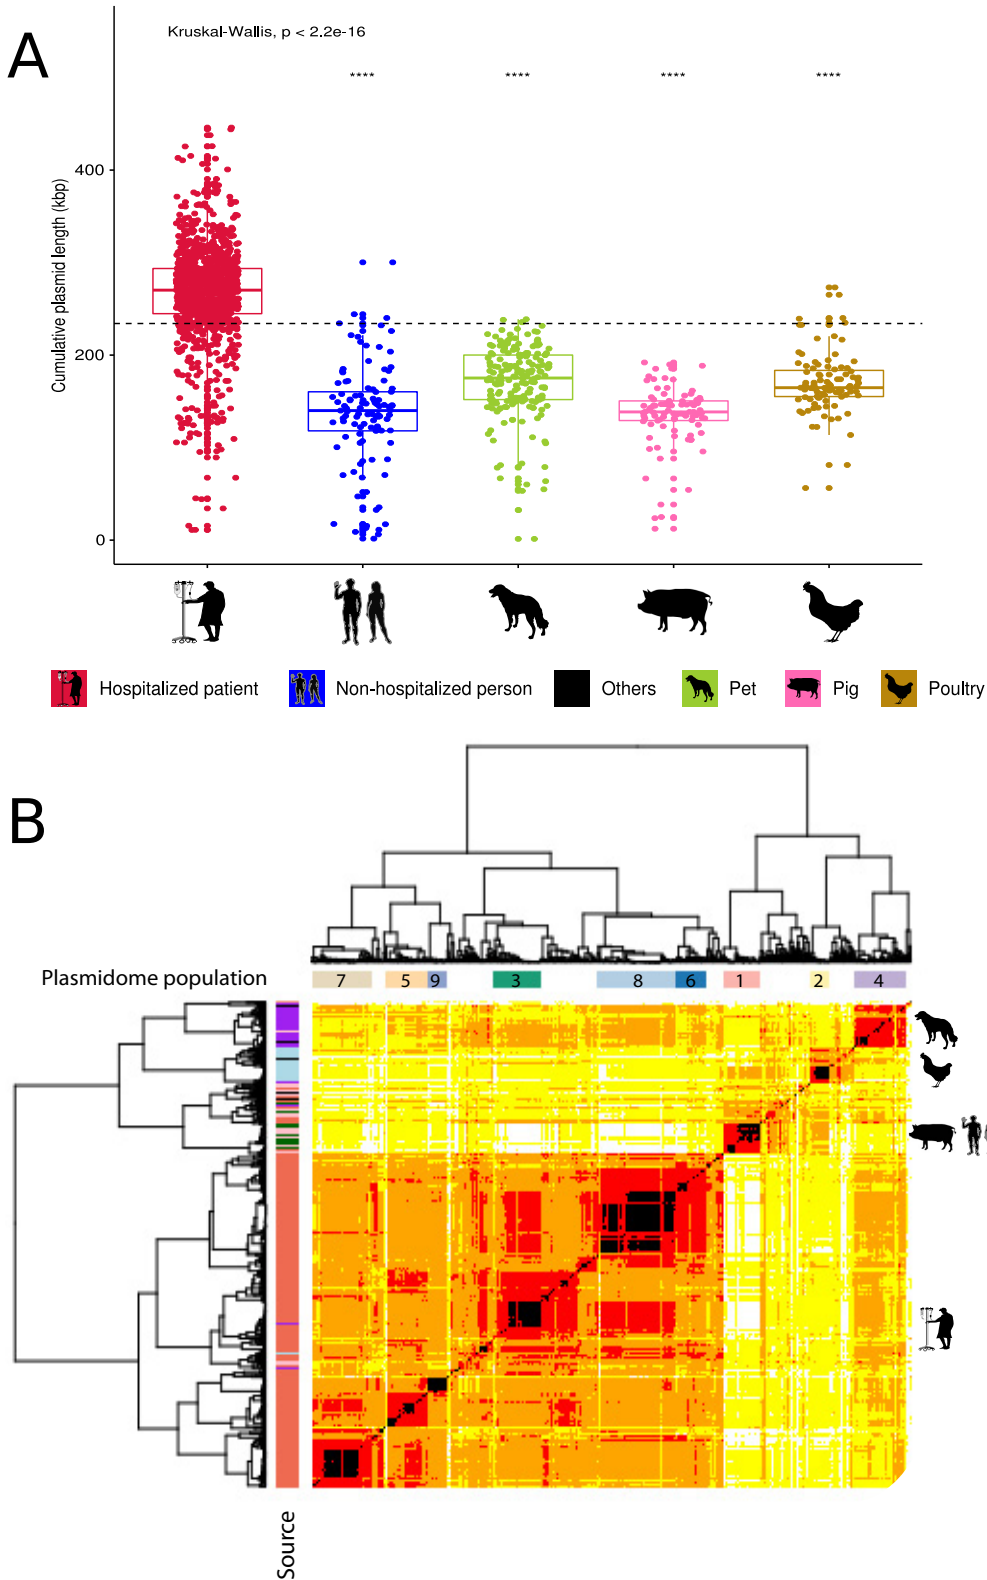 A
Kruskal-Wallis, p < 2.2e-16
**** **** **** ****
Cumulative plasmid length (kbp)
400
200
0
Hospitalized patient Non-hospitalized person Others Pet Pig Poultry
B
Plasmidome population 7 5 9 3 8 6 1 2 4
Source